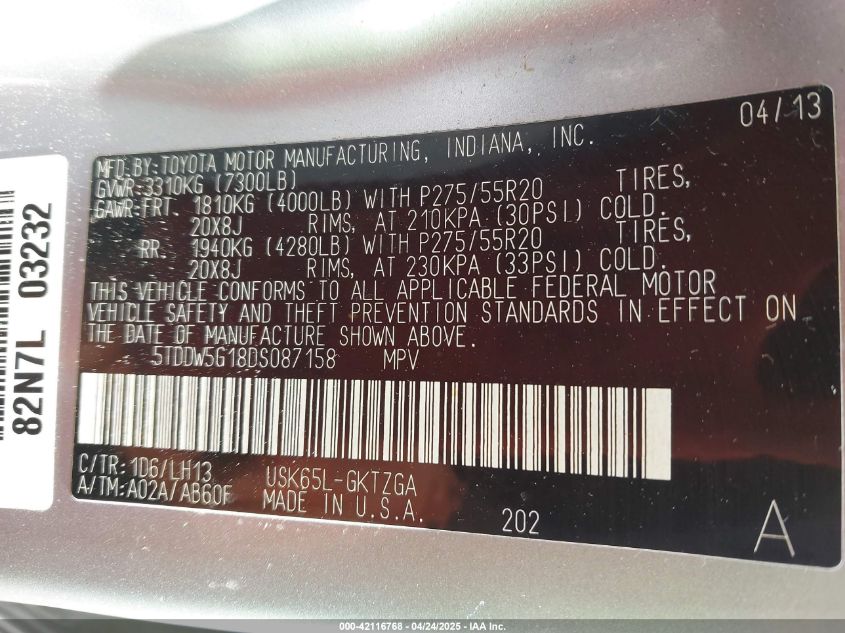 04/13
MFD.BY:TOYOTA MOTOR MANUFACTURING, INDIANA, INC.
GVWR:3310KG (7300LB)
GAWR:FRT. 1810KG (4000LB) WITH P275/55R20 TIRES,
20X8J RIMS, AT 210KPA (30PSI) COLD.
RR. 1940KG (4280LB) WITH P275/55R20 TIRES,
20X8J RIMS, AT 230KPA (33PSI) COLD.
THIS VEHICLE CONFORMS TO ALL APPLICABLE FEDERAL MOTOR
VEHICLE SAFETY AND THEFT PREVENTION STANDARDS IN EFFECT ON
THE DATE OF MANUFACTURE SHOWN ABOVE.
5TDDW5G18DS087158 MPV
C/TR:1D6/LH13 USK65L-GKTZGA
A/TM:A02A/AB60F MADE IN U.S.A.
202
A
82N7L 03232
000-42116768 - 04/24/2025 - IAA Inc.